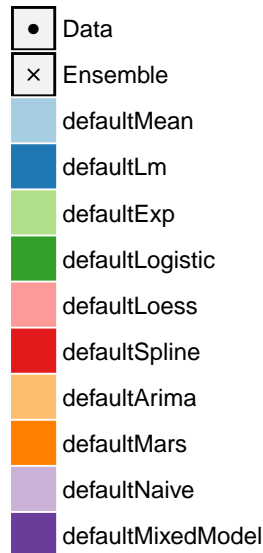 Data
Ensemble
defaultMean
defaultLm
defaultExp
defaultLogistic
defaultLoess
defaultSpline
defaultArima
defaultMars
defaultNaive
defaultMixedModel